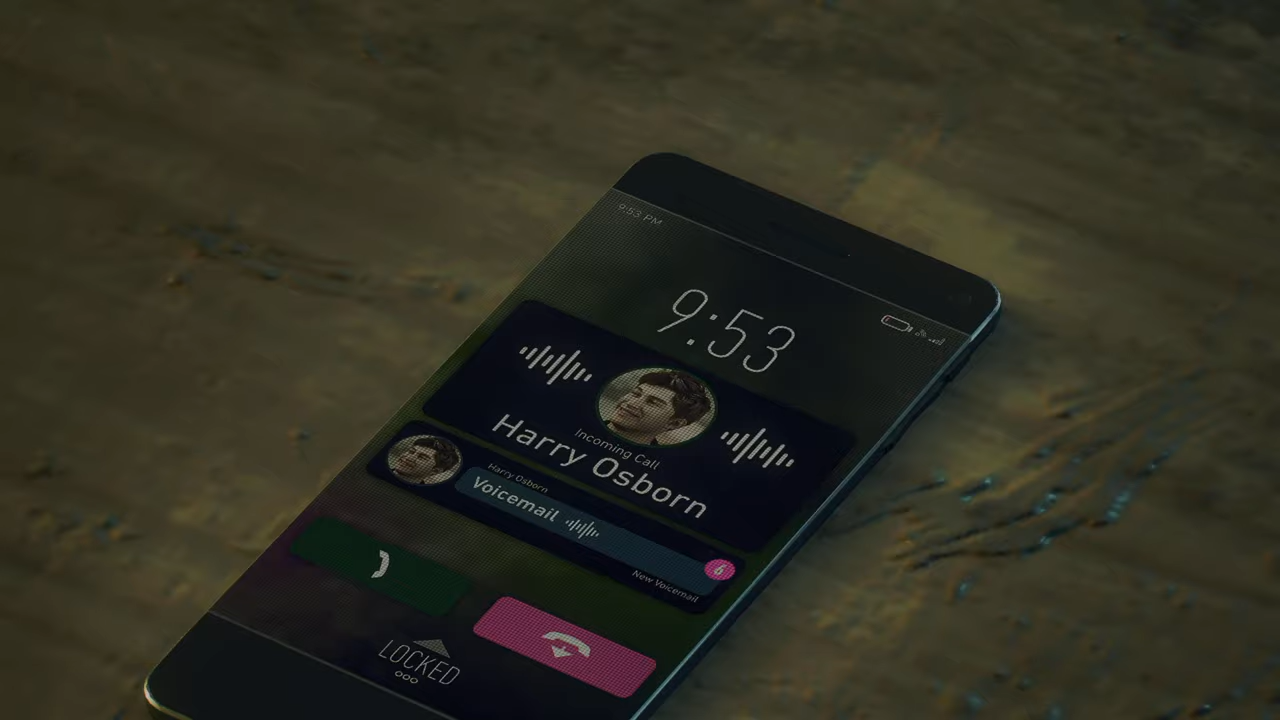 9:53 PM
9:53
Incoming Call
Harry Osborn
Harry Osborn
Voicemail
6
New Voicemail
LOCKED